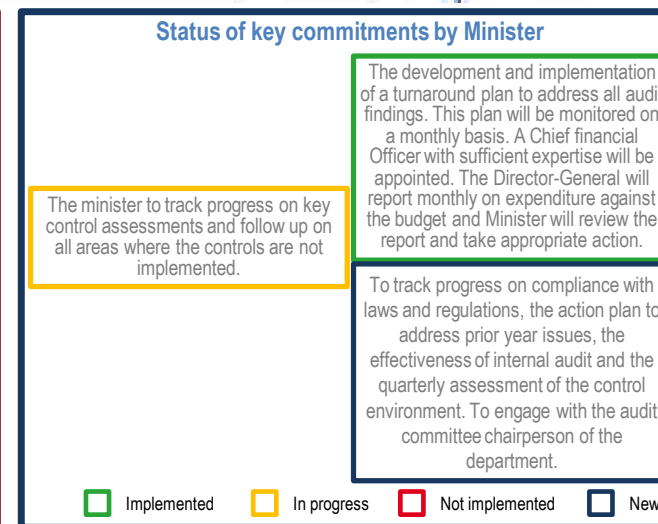 Status of key commitments by Minister
The minister to track progress on key
control assessments and follow up on
all areas where the controls are not
implemented.
The development and implementation
of a turnaround plan to address all audi
findings. This plan will be monitored on
a monthly basis. A Chief financial
Officer with sufficient expertise will be
appointed. The Director-General will
report monthly on expenditure against
the budget and Minister will review the
report and take appropriate action.
To track progress on compliance with
laws and regulations, the action plan to
address prior year issues, the
effectiveness of internal audit and the
quarterly assessment of the control
environment. To engage with the audit
committee chairperson of the
department.
Implemented In progress Not implemented New